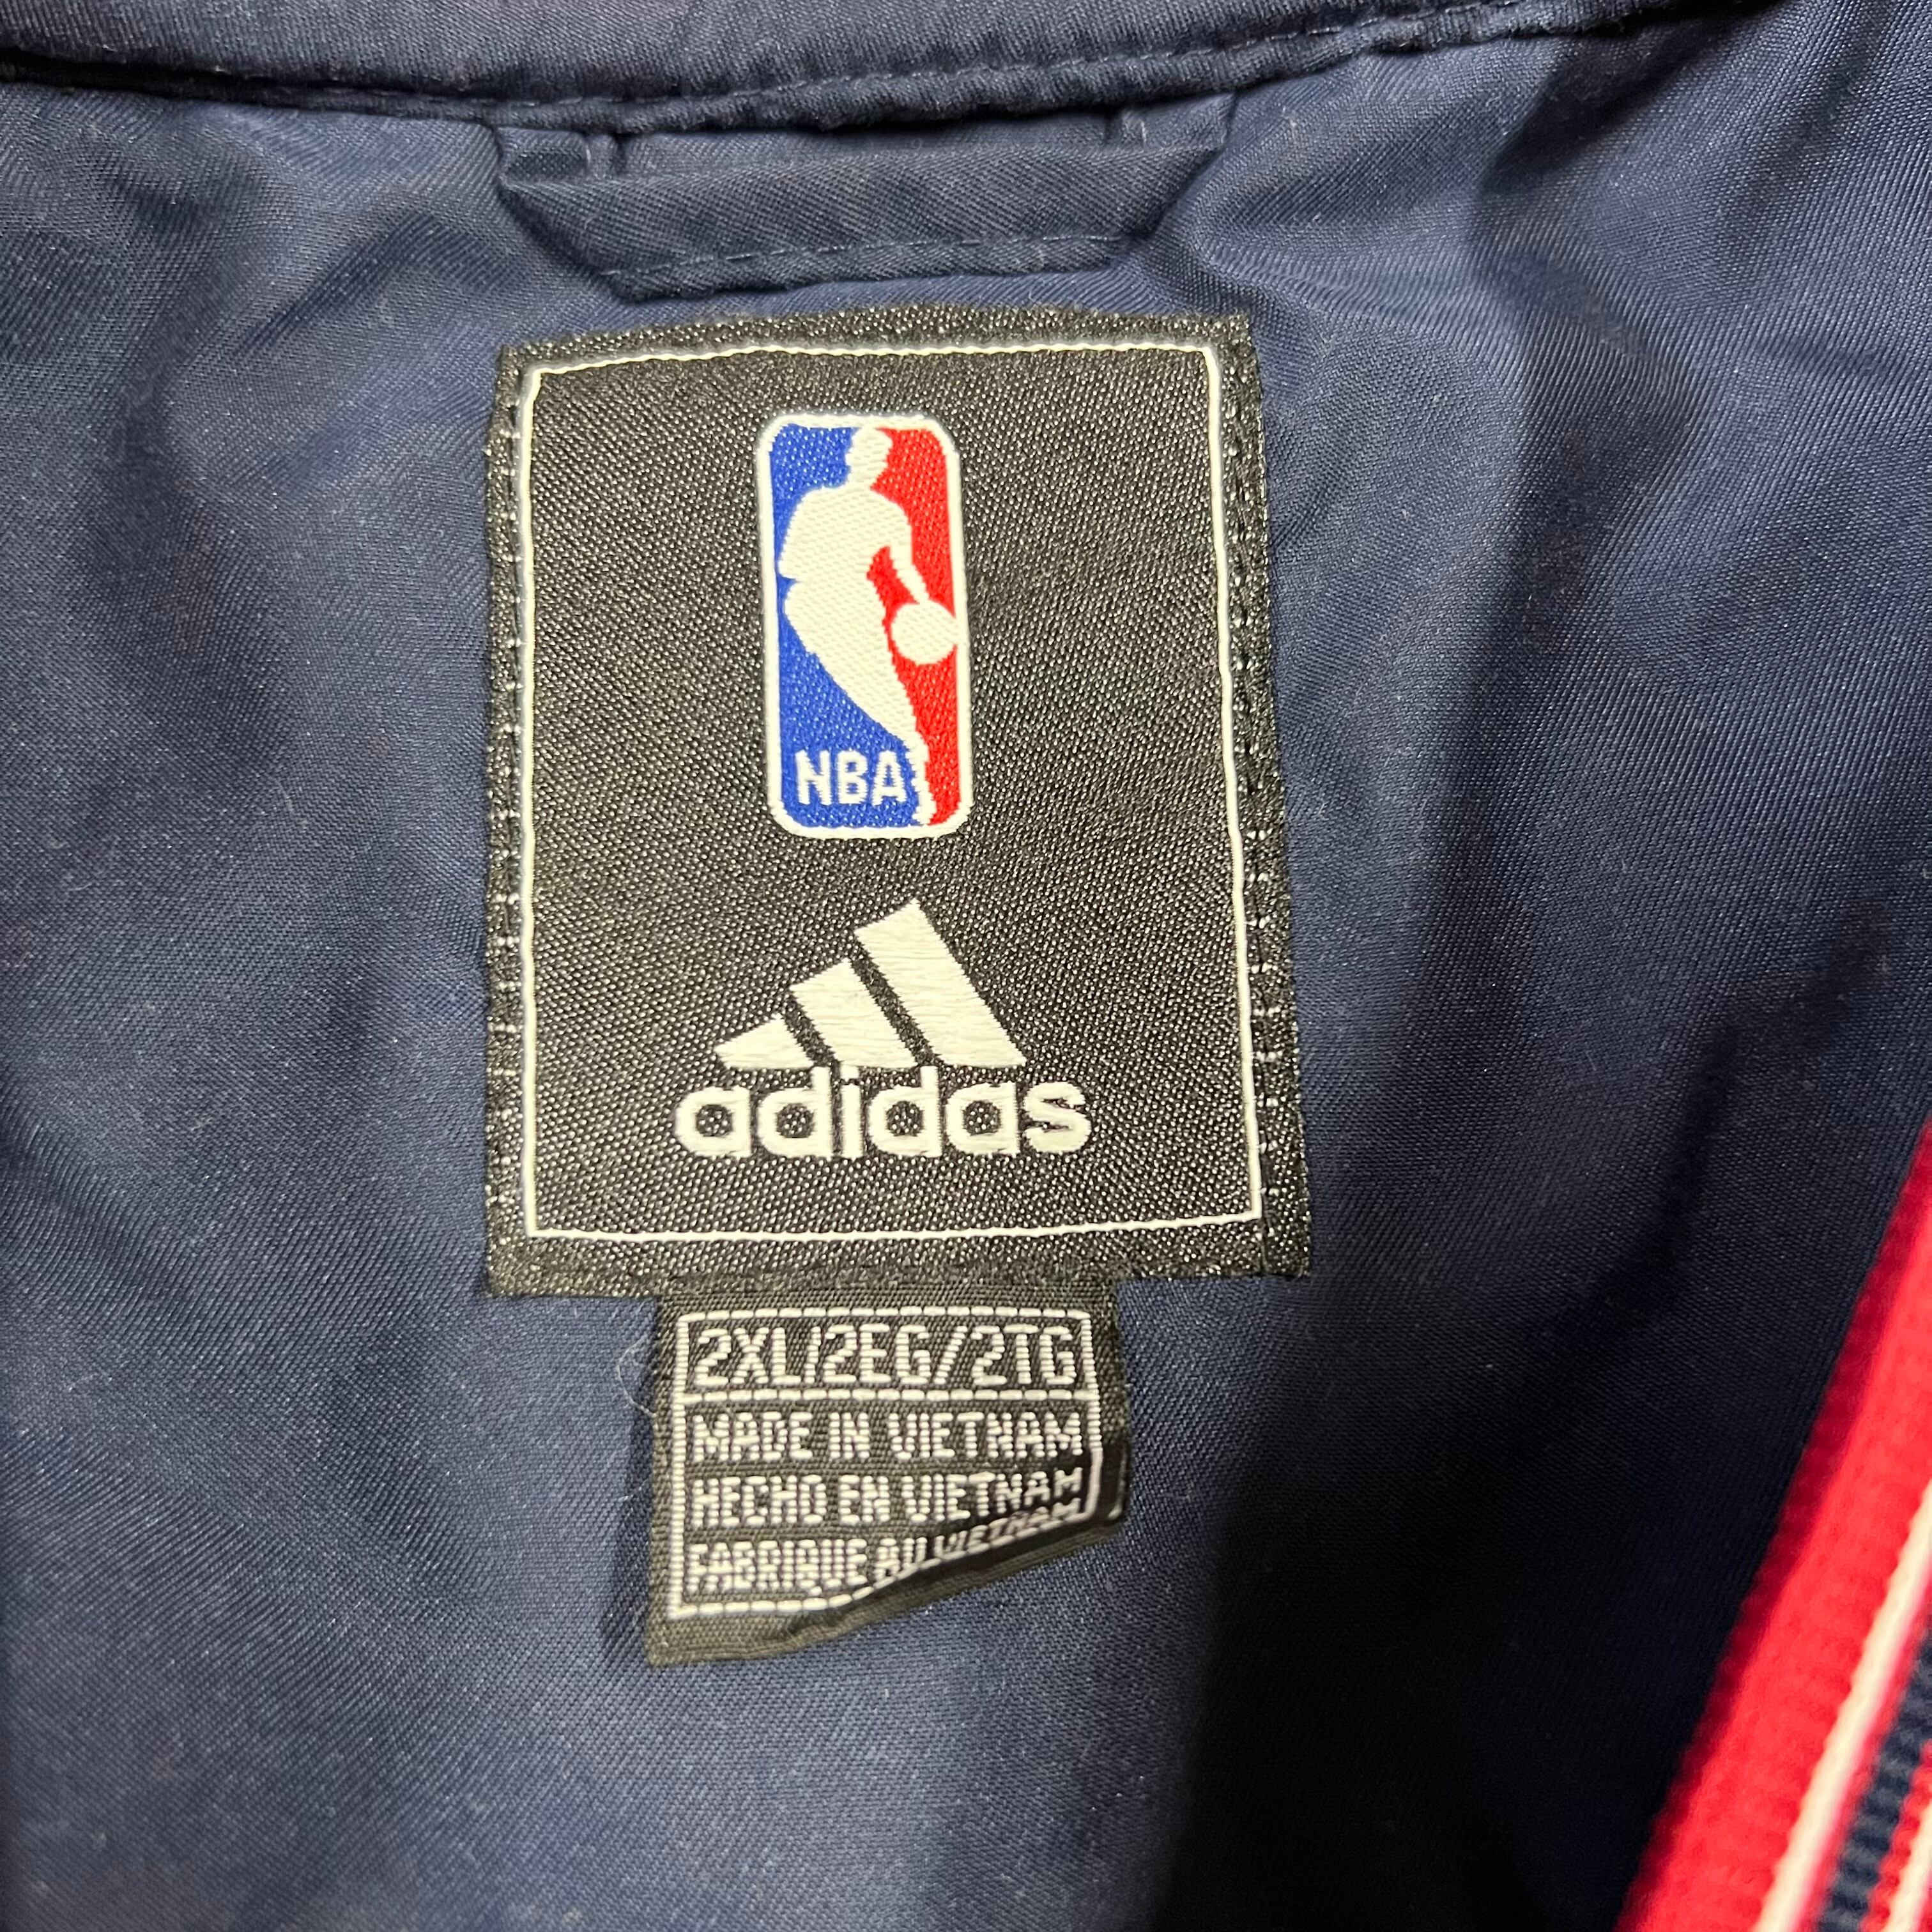 NBA
adidas
2XL/2EG/2TG
MADE IN VIETNAM
HECHO EN VIETNAM
FABRIQUE AU VIETNAM